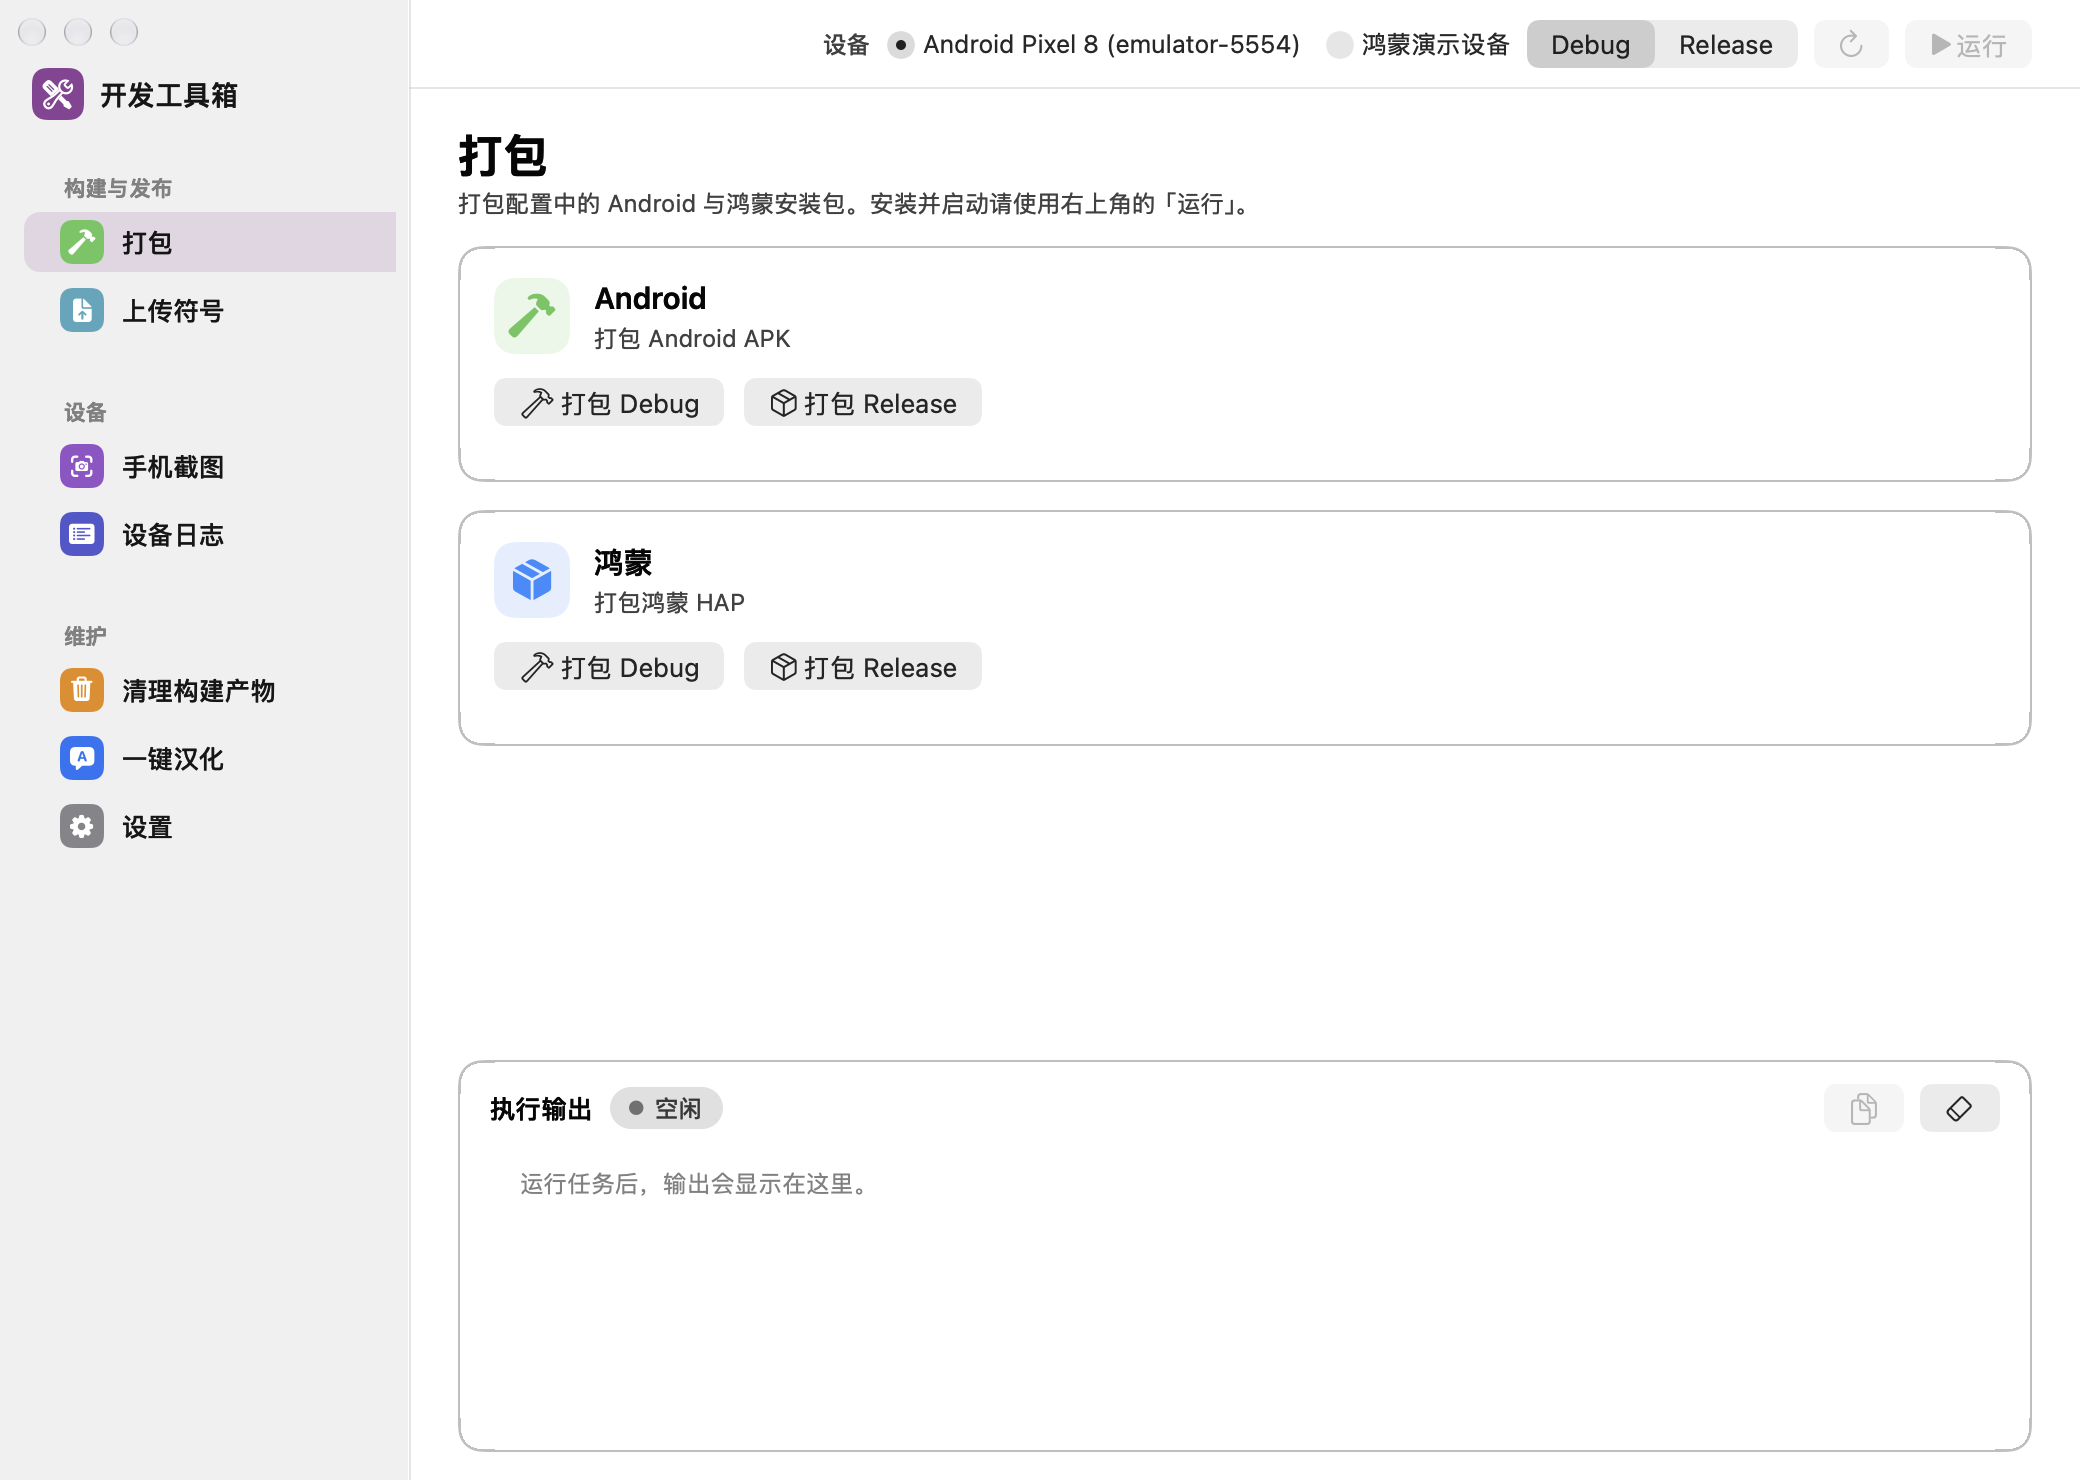 开发工具箱
构建与发布
打包
上传符号
设备
手机截图
设备日志
维护
清理构建产物
A
一键汉化
设置
设备 Android Pixel 8 (emulator-5554) 鸿蒙演示设备 Debug Release 运行
打包
打包配置中的 Android 与鸿蒙安装包。安装并启动请使用右上角的「运行」。
Android
打包 Android APK
打包 Debug 打包 Release
鸿蒙
打包鸿蒙 HAP
打包 Debug 打包 Release
执行输出 空闲
运行任务后，输出会显示在这里。